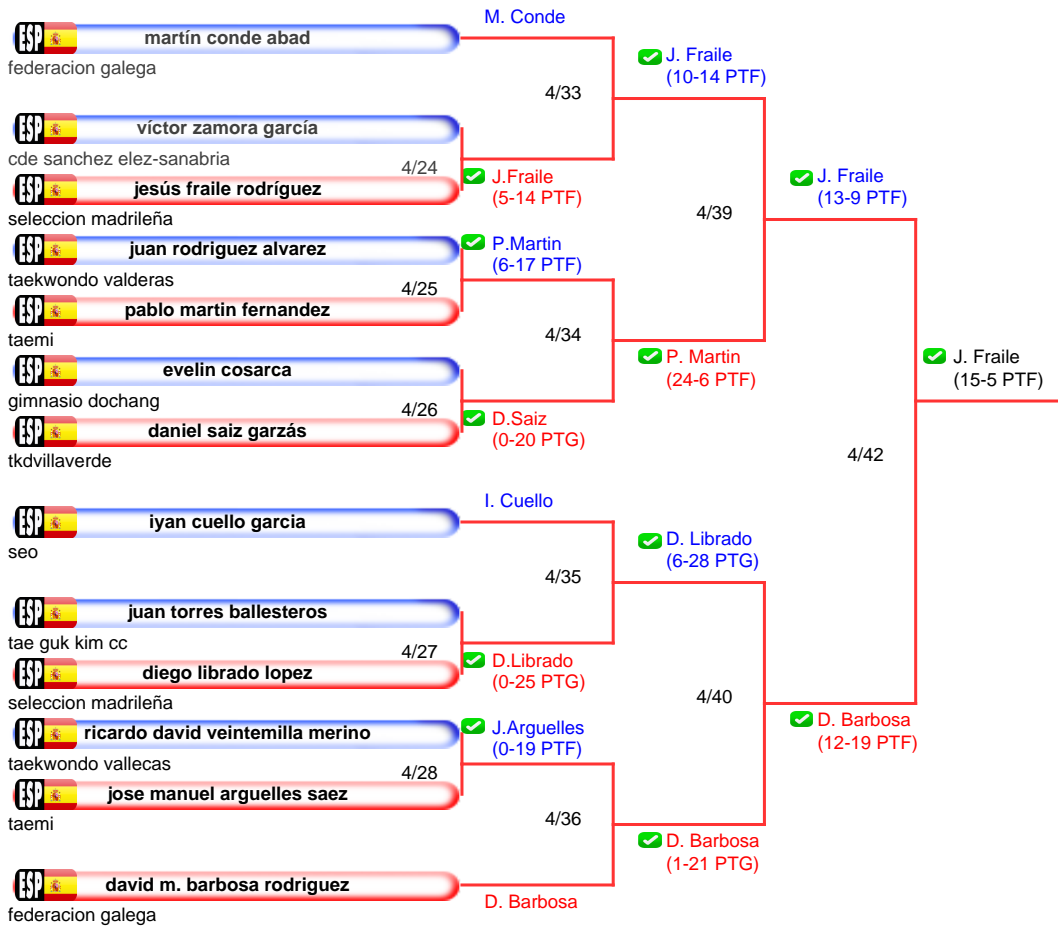 M. Conde
ESP martín conde abad
federacion galega
J. Fraile
(10-14 PTF)
4/33
ESP víctor zamora garcía
cde sanchez elez-sanabria
4/24
ESP jesús fraile rodríguez
J.Fraile
(5-14 PTF)
seleccion madrileña
J. Fraile
(13-9 PTF)
4/39
ESP juan rodriguez alvarez
P.Martin
(6-17 PTF)
taekwondo valderas
4/25
ESP pablo martin fernandez
taemi
4/34
P. Martin
(24-6 PTF)
J. Fraile
(15-5 PTF)
ESP evelin cosarca
gimnasio dochang
4/26
ESP daniel saiz garzás
D.Saiz
(0-20 PTG)
tkdvillaverde
4/42
I. Cuello
ESP iyan cuello garcia
seo
D. Librado
(6-28 PTG)
4/35
ESP juan torres ballesteros
tae guk kim cc
4/27
ESP diego librado lopez
D.Librado
(0-25 PTG)
seleccion madrileña
4/40
D. Barbosa
(12-19 PTF)
ESP ricardo david veintemilla merino
J.Arguelles
(0-19 PTF)
taekwondo vallecas
4/28
ESP jose manuel arguelles saez
taemi
4/36
D. Barbosa
(1-21 PTG)
ESP david m. barbosa rodriguez
D. Barbosa
federacion galega